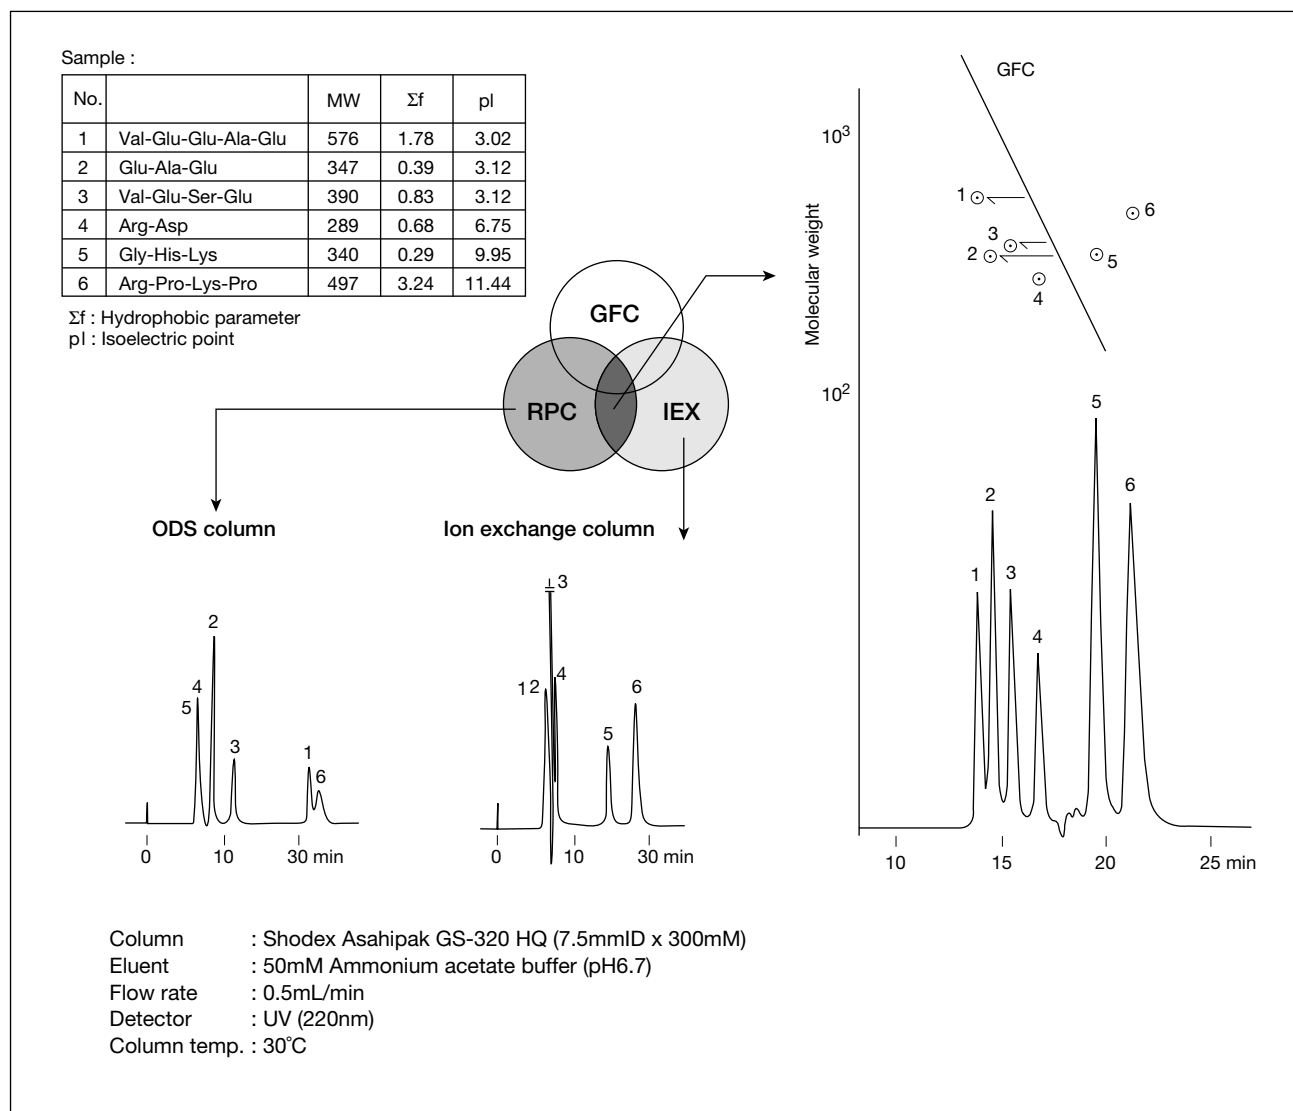 Sample :
No. MW Σf pI
1 Val-Glu-Glu-Ala-Glu 576 1.78 3.02
2 Glu-Ala-Glu 347 0.39 3.12
3 Val-Glu-Ser-Glu 390 0.83 3.12
4 Arg-Asp 289 0.68 6.75
5 Gly-His-Lys 340 0.29 9.95
6 Arg-Pro-Lys-Pro 497 3.24 11.44
Σf : Hydrophobic parameter
pI : Isoelectric point
GFC
RPC
IEX
GFC
Molecular weight
10³
10²
1
2
3
4
5
6
1
2
3
4
5
6
10 15 20 25 min
ODS column
5
4
2
3
1
6
0 10 30 min
Ion exchange column
1 2
3
4
5
6
0 10 30 min
Column : Shodex Asahipak GS-320 HQ (7.5mmID x 300mM)
Eluent : 50mM Ammonium acetate buffer (pH6.7)
Flow rate : 0.5mL/min
Detector : UV (220nm)
Column temp. : 30°C